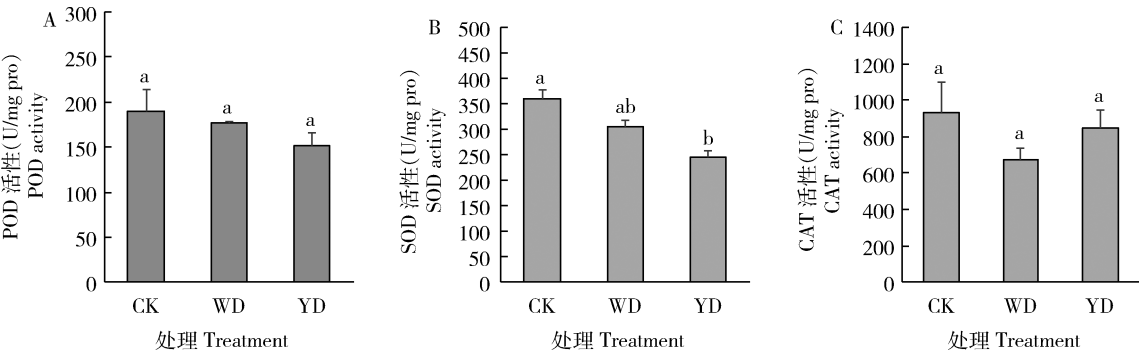 A
POD 活性(U/mg pro)
POD activity
300
250
200
150
100
50
0
a
a
a
CK WD YD
处理 Treatment
B
SOD 活性(U/mg pro)
SOD activity
500
450
400
350
300
250
200
150
100
50
0
a
ab
b
CK WD YD
处理 Treatment
C
CAT 活性(U/mg pro)
CAT activity
1400
1200
1000
800
600
400
200
0
a
a
a
CK WD YD
处理 Treatment